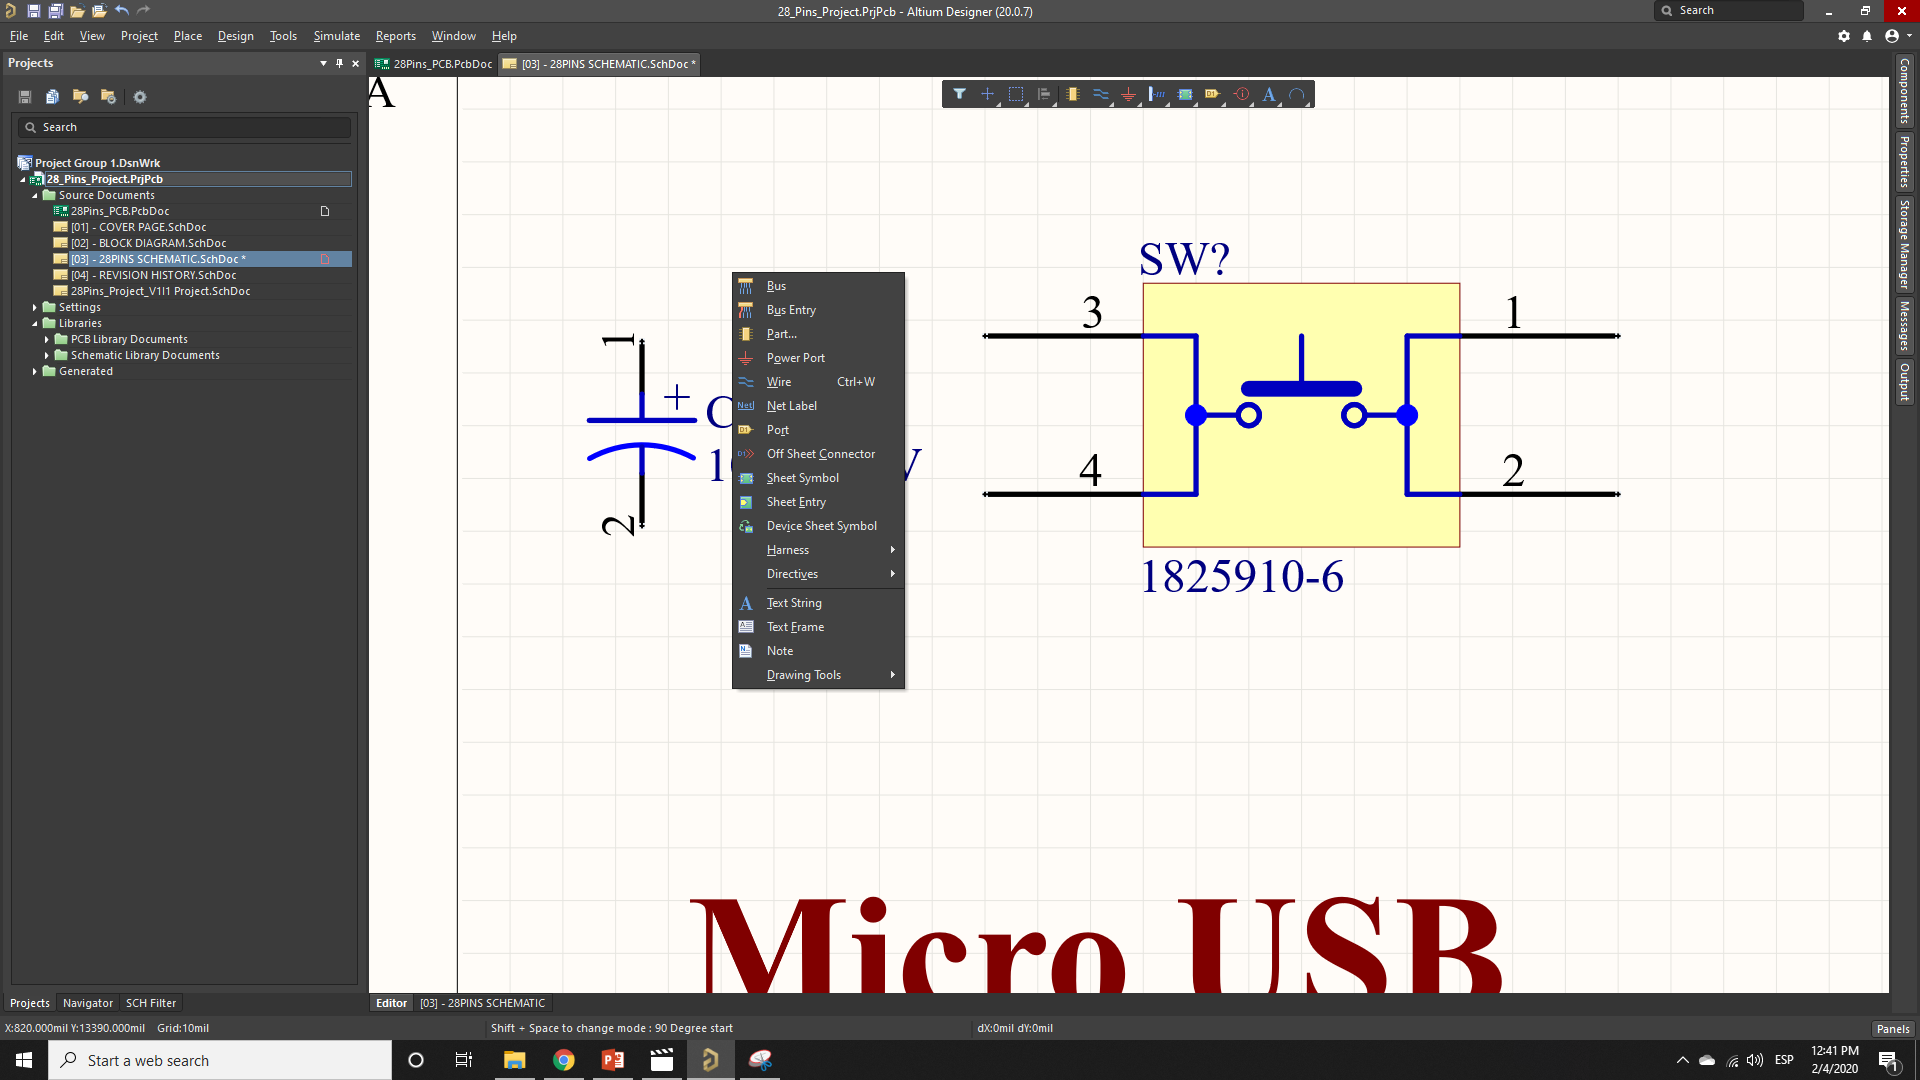 28_Pins_Project.PrjPcb - Altium Designer (20.0.7)
Search
File Edit View Project Place Design Tools Simulate Reports Window Help
Projects
28Pins_PCB.PcbDoc
[03] - 28PINS SCHEMATIC.SchDoc *
Search
Project Group 1.DsnWrk
28_Pins_Project.PrjPcb
Source Documents
28Pins_PCB.PcbDoc
[01] - COVER PAGE.SchDoc
[02] - BLOCK DIAGRAM.SchDoc
[03] - 28PINS SCHEMATIC.SchDoc *
[04] - REVISION HISTORY.SchDoc
28Pins_Project_V1I1 Project.SchDoc
Settings
Libraries
PCB Library Documents
Schematic Library Documents
Generated
A
1
+
C
1
V
2
Bus
Bus Entry
Part...
Power Port
Wire Ctrl+W
Net Label
Port
Off Sheet Connector
Sheet Symbol
Sheet Entry
Device Sheet Symbol
Harness
Directives
Text String
Text Frame
Note
Drawing Tools
SW?
3
1
4
2
1825910-6
Micro USB
Components
Properties
Storage Manager
Messages
Output
Projects Navigator SCH Filter
Editor [03] - 28PINS SCHEMATIC
X:820.000mil Y:13390.000mil Grid:10mil
Shift + Space to change mode : 90 Degree start
dX:0mil dY:0mil
Panels
Start a web search
ESP
12:41 PM
2/4/2020
1